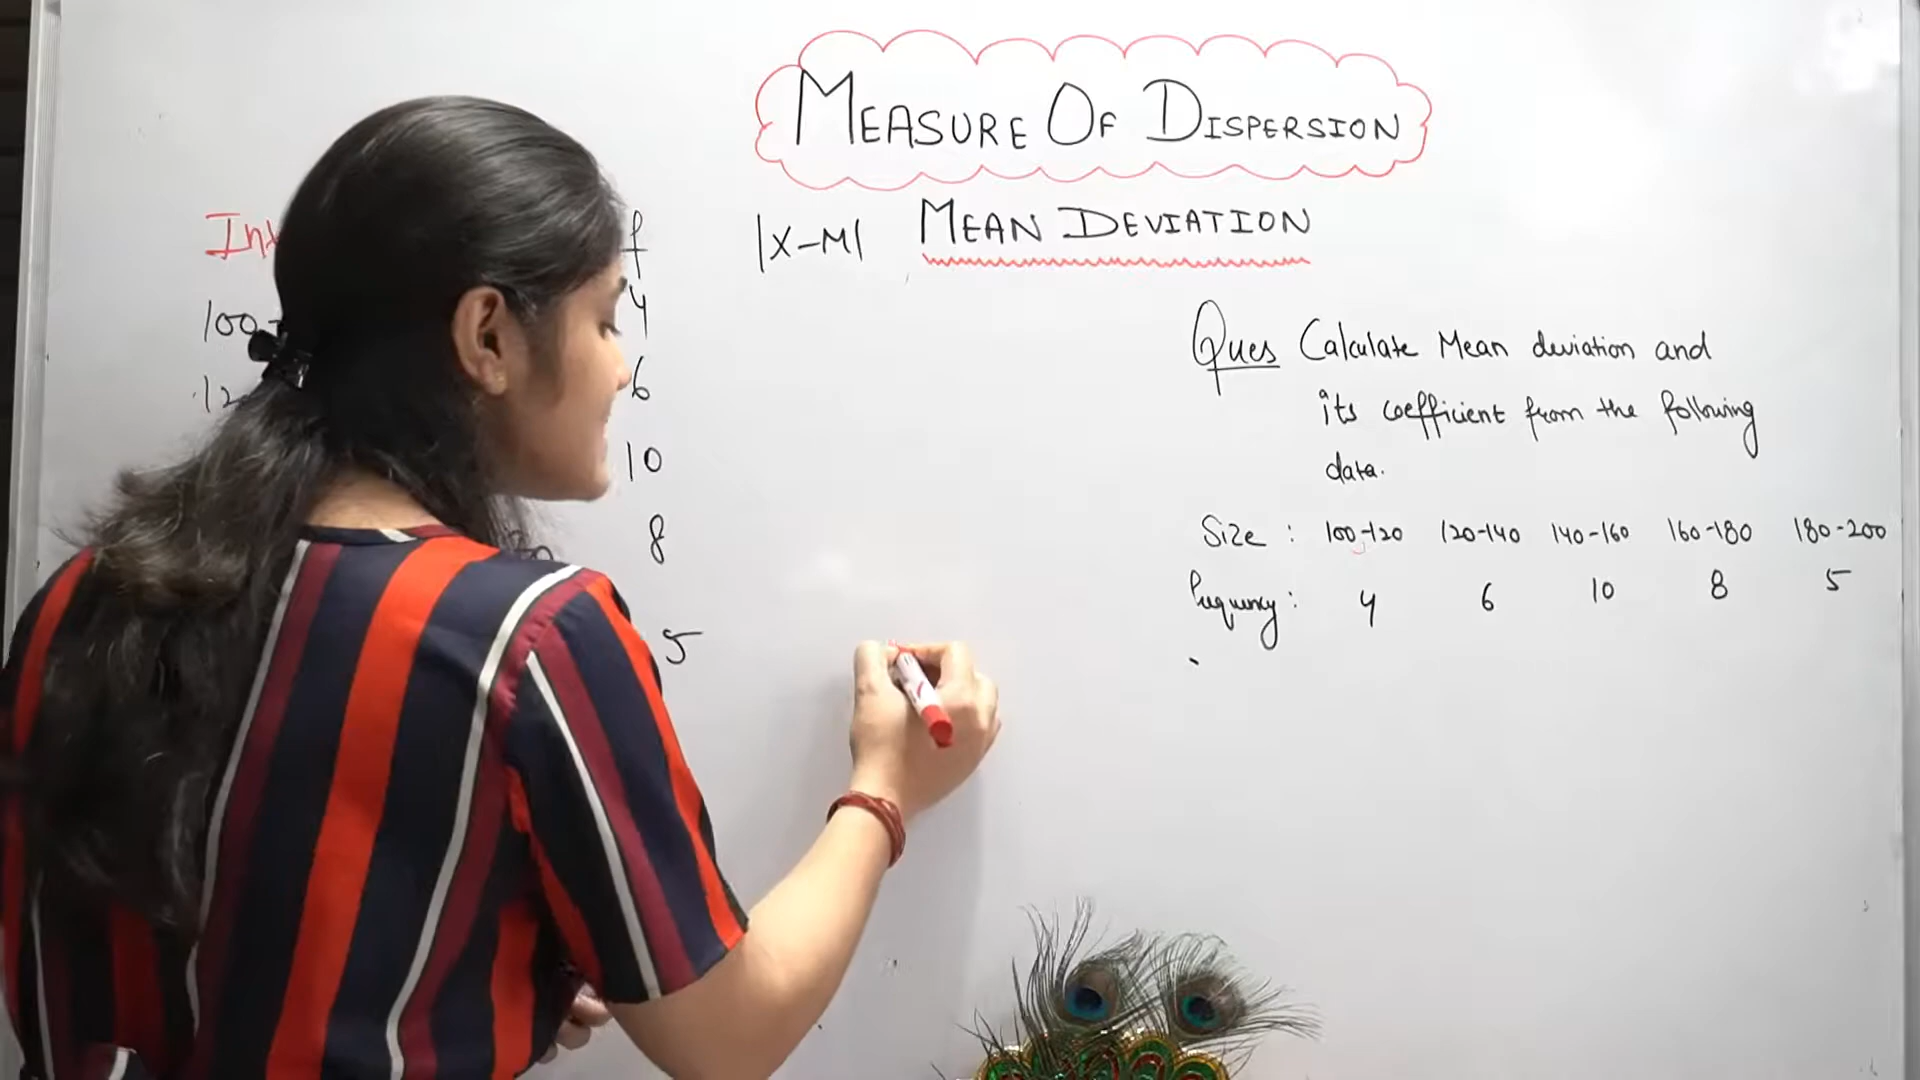 MEASURE OF DISPERSION
MEAN DEVIATION
f |X-M|
100-
4
6
10
8
5
Ques Calculate Mean deviation and
its coefficient from the following
data.
Size : 100-120 120-140 140-160 160-180 180-200
frequency : 4 6 10 8 5